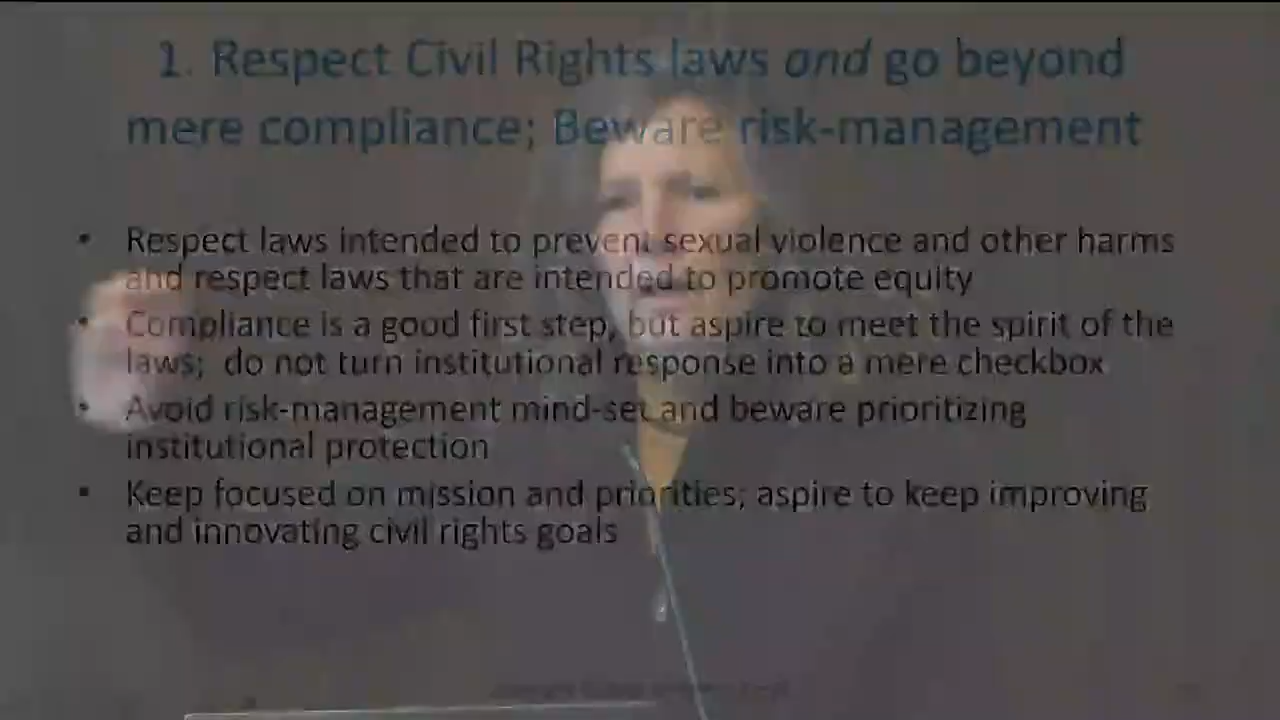 1. Respect Civil Rights laws and go beyond
mere compliance; Beware risk-management
• Respect laws intended to prevent sexual violence and other harms
and respect laws that are intended to promote equity
• Compliance is a good first step, but aspire to meet the spirit of the
laws; do not turn institutional response into a mere checkbox
• Avoid risk-management mind-set and beware prioritizing
institutional protection
• Keep focused on mission and priorities; aspire to keep improving
and innovating civil rights goals